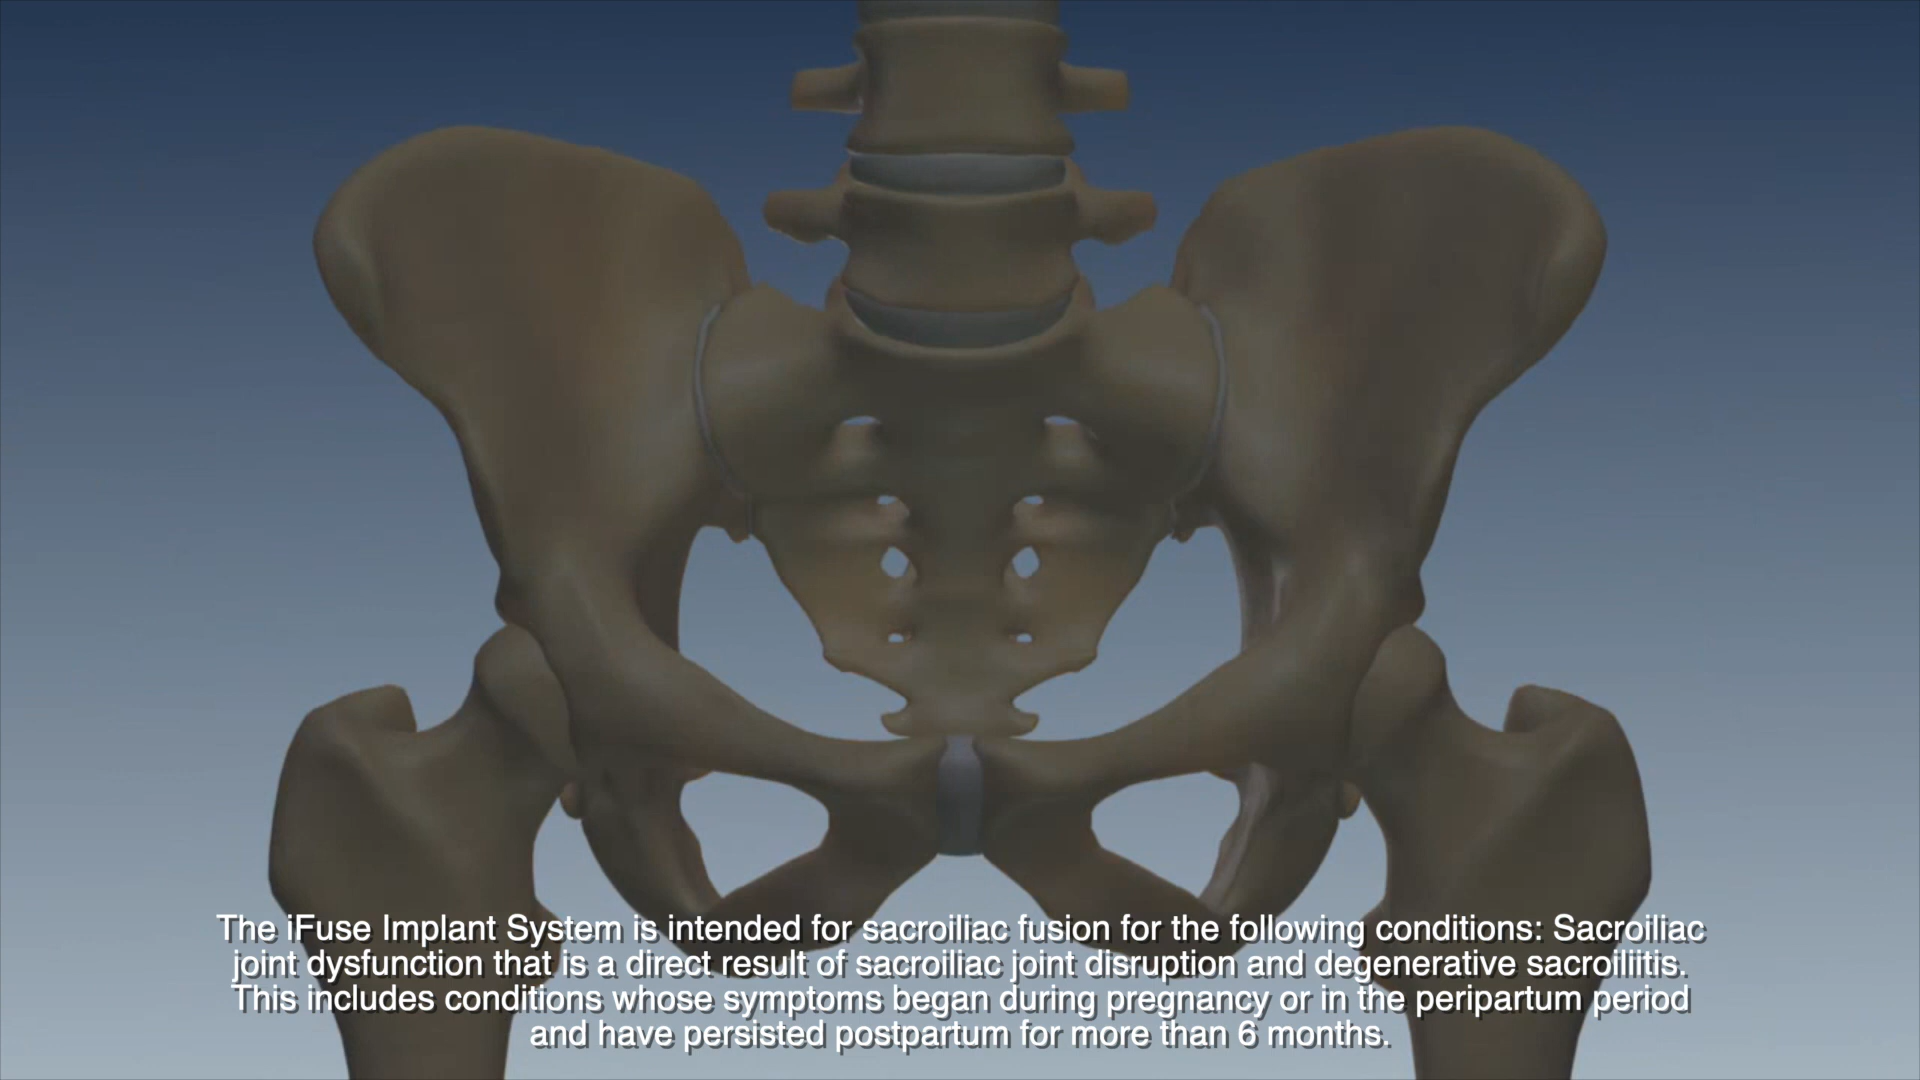 The iFuse Implant System is intended for sacroiliac fusion for the following conditions: Sacroiliac
joint dysfunction that is a direct result of sacroiliac joint disruption and degenerative sacroiliitis.
This includes conditions whose symptoms began during pregnancy or in the peripartum period
and have persisted postpartum for more than 6 months.